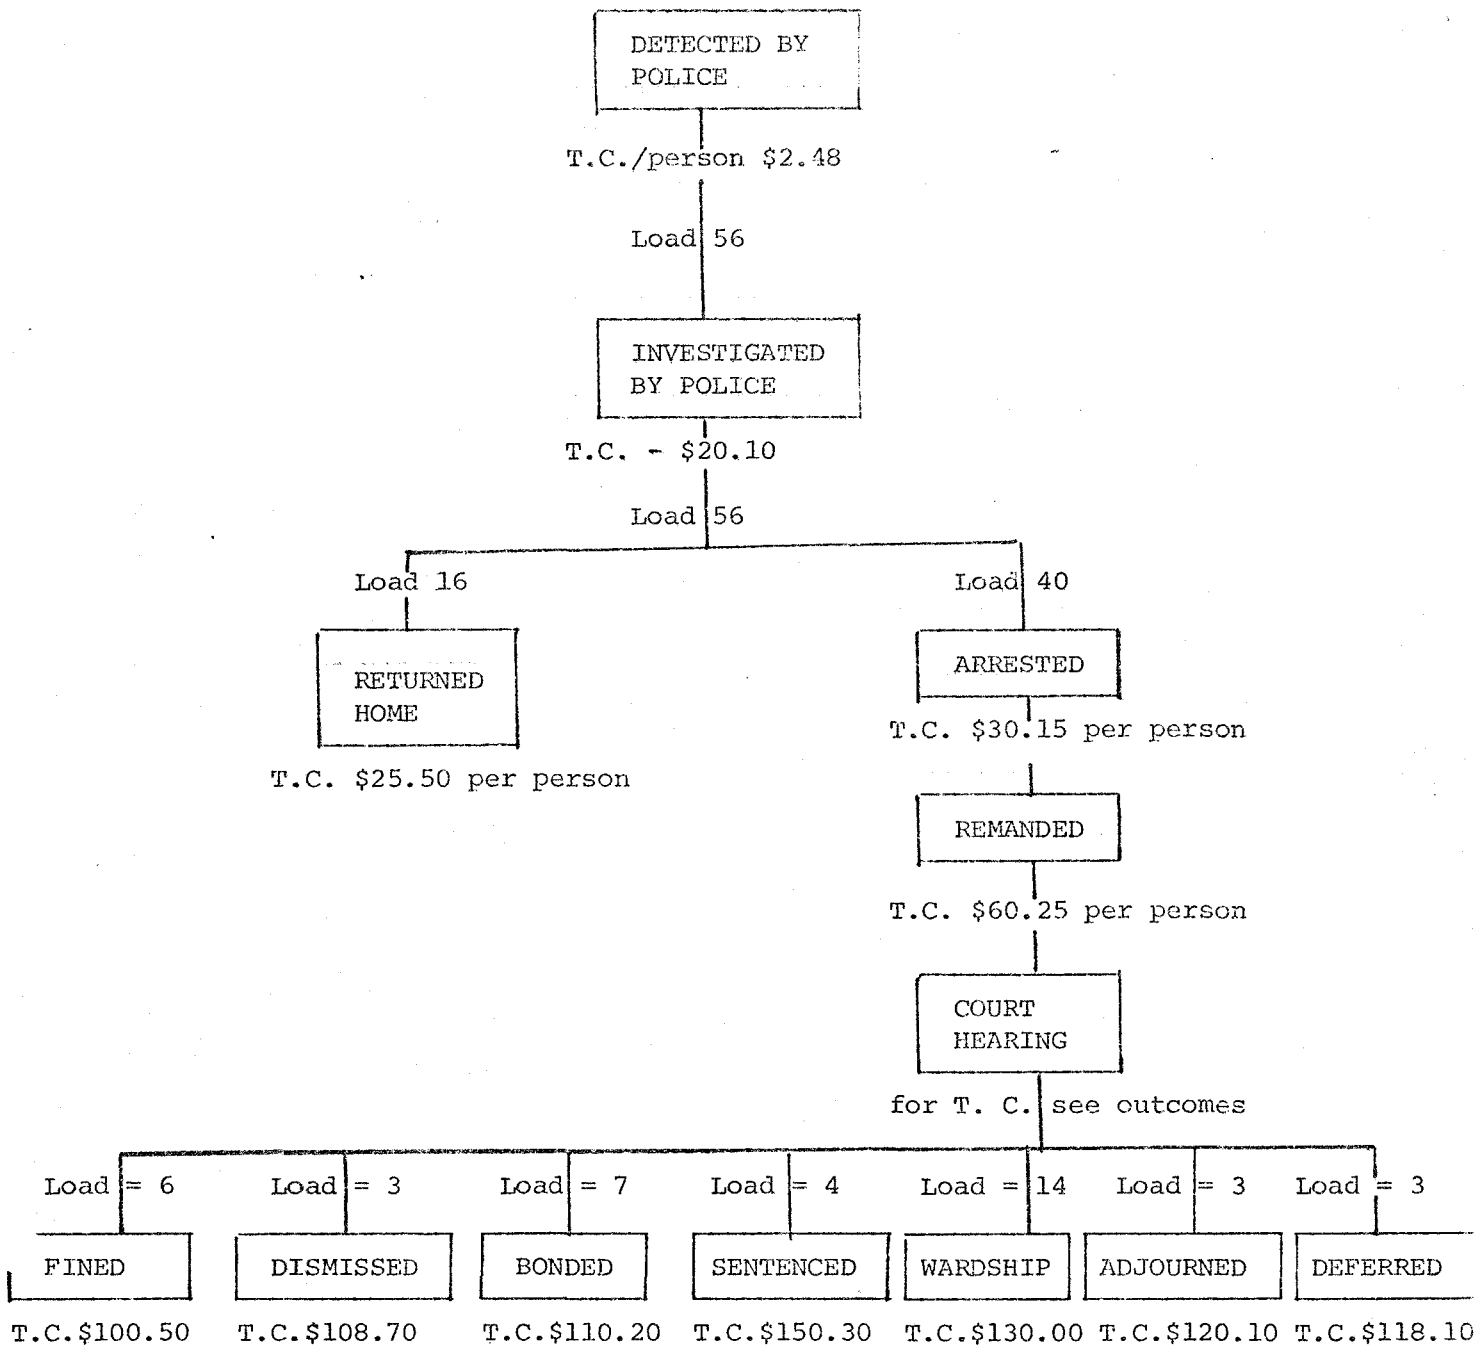 DETECTED BY
POLICE
T.C./person $2.48
Load 56
INVESTIGATED
BY POLICE
T.C. - $20.10
Load 56
Load 16
Load 40
RETURNED
HOME
ARRESTED
T.C. $30.15 per person
T.C. $25.50 per person
REMANDED
T.C. $60.25 per person
COURT
HEARING
for T. C. see outcomes
Load = 6 Load = 3 Load = 7 Load = 4 Load = 14 Load = 3 Load = 3
FINED DISMISSED BONDED SENTENCED WARDSHIP ADJOURNED DEFERRED
T.C.$100.50 T.C.$108.70 T.C.$110.20 T.C.$150.30 T.C.$130.00 T.C.$120.10 T.C.$118.10